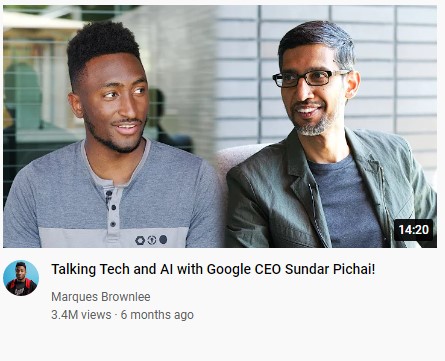 14:20
Talking Tech and AI with Google CEO Sundar Pichai!
Marques Brownlee
3.4M views · 6 months ago